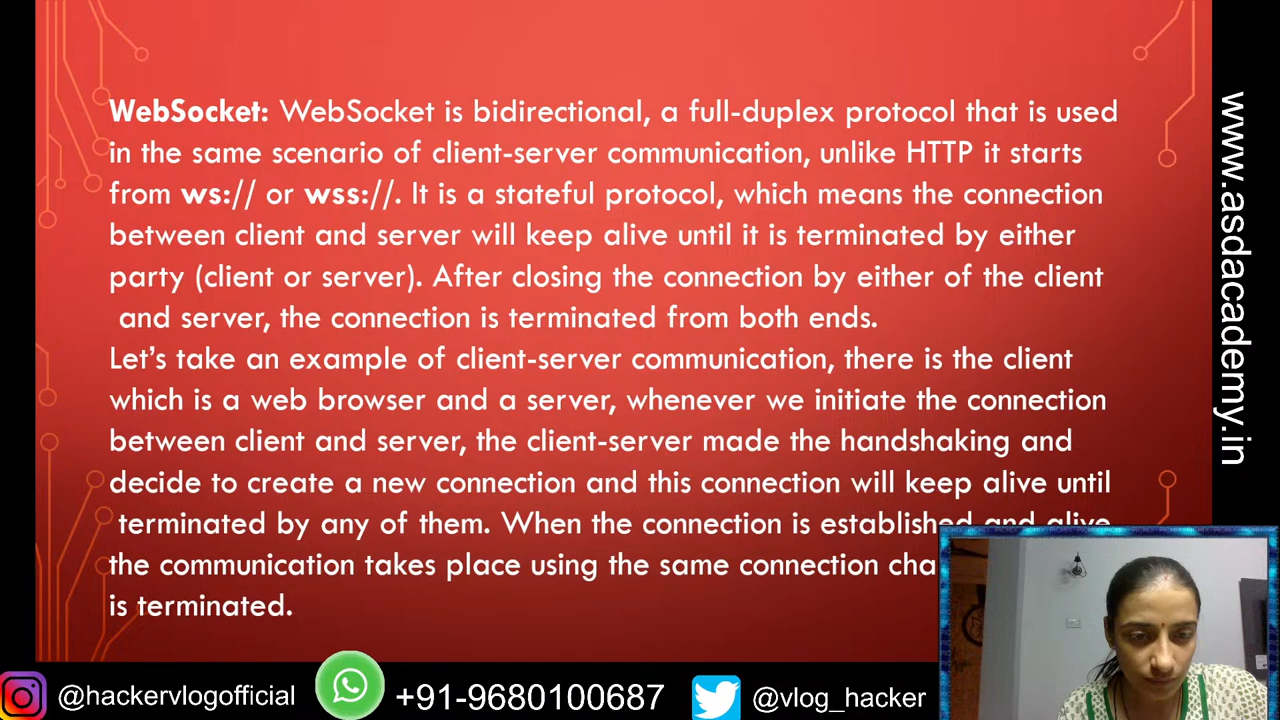 WebSocket: WebSocket is bidirectional, a full-duplex protocol that is used
in the same scenario of client-server communication, unlike HTTP it starts
from ws:// or wss://. It is a stateful protocol, which means the connection
between client and server will keep alive until it is terminated by either
party (client or server). After closing the connection by either of the client
and server, the connection is terminated from both ends.
Let's take an example of client-server communication, there is the client
which is a web browser and a server, whenever we initiate the connection
between client and server, the client-server made the handshaking and
decide to create a new connection and this connection will keep alive until
terminated by any of them. When the connection is established and alive
the communication takes place using the same connection
is terminated.
www.asdacademy.in
@hackervlogofficial
+91-9680100687
@vlog_hacker